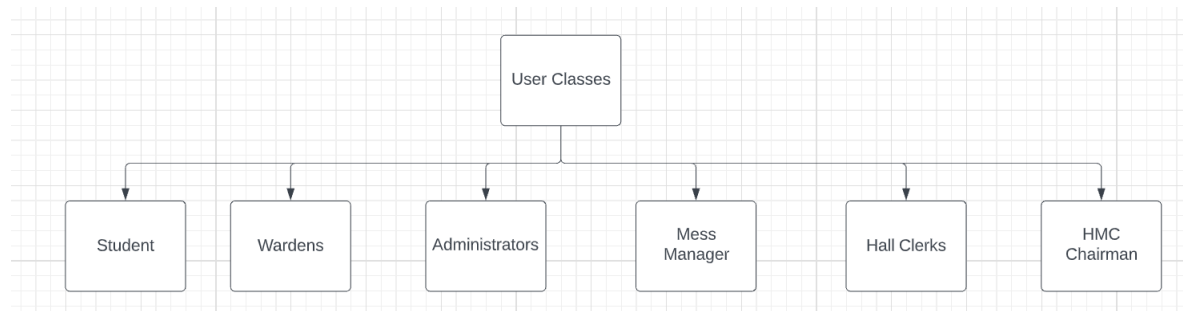 User Classes
Student
Wardens
Administrators
Mess
Manager
Hall Clerks
HMC
Chairman